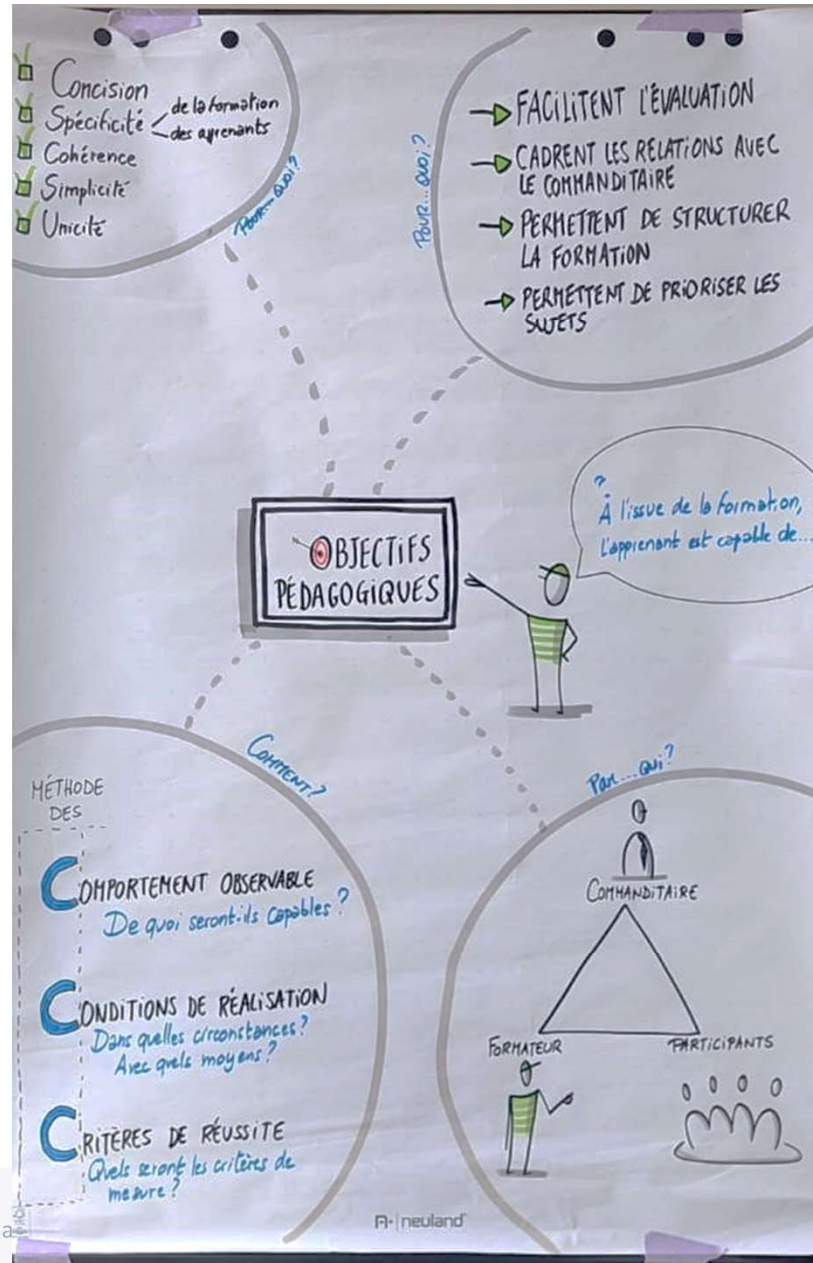 Concision
Spécificité
de la formation
des apprenants
Cohérence
Simplicité
Unicité
POUR...QUOI?
POUR...QUOI?
FACILITENT L'ÉVALUATION
CADRENT LES RELATIONS AVEC
LE COMMANDITAIRE
PERMETTENT DE STRUCTURER
LA FORMATION
PERMETTENT DE PRIORISER LES
SUJETS
OBJECTIFS
PÉDAGOGIQUES
À l'issue de la formation,
l'apprenant est capable de...
COMMENT?
MÉTHODE
DES
COMPORTEMENT OBSERVABLE
De quoi seront-ils capables ?
CONDITIONS DE RÉALISATION
Dans quelles circonstances?
Avec quels moyens ?
CRITÈRES DE RÉUSSITE
Quels seront les critères de
mesure ?
PAR...QUI?
COMMANDITAIRE
FORMATEUR
PARTICIPANTS
neuland